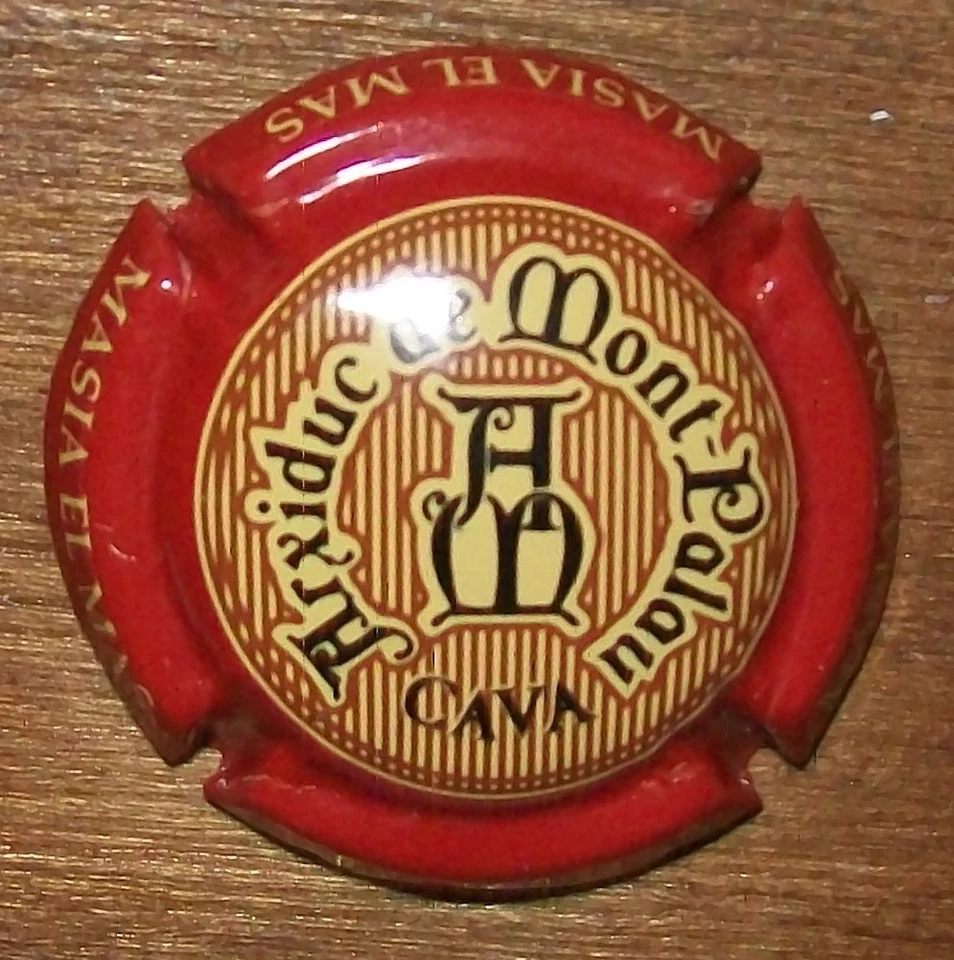 MASIA EL MAS
MASIA EL MAS
Arxiduc de Mont-Palau
AM
CAVA